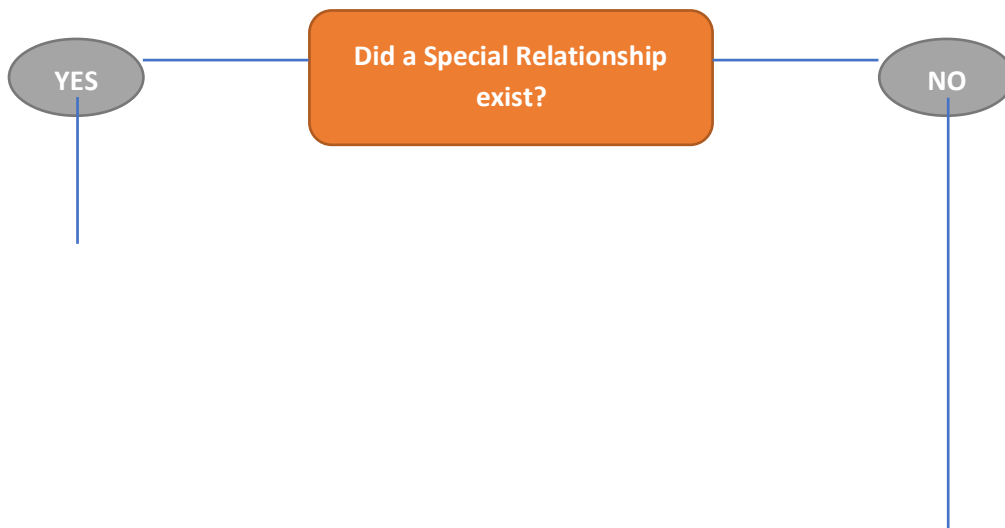 Did a Special Relationship
exist?
YES
NO